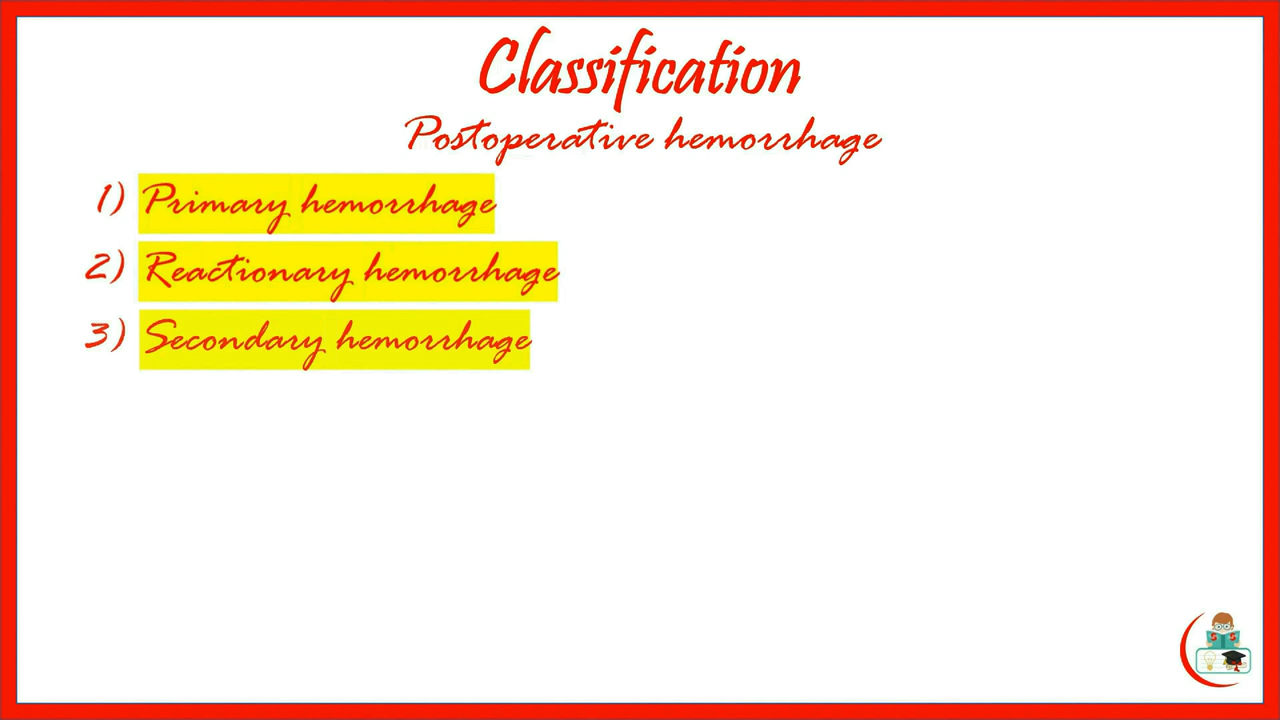 Classification
Postoperative hemorrhage
1) Primary hemorrhage
2) Reactionary hemorrhage
3) Secondary hemorrhage